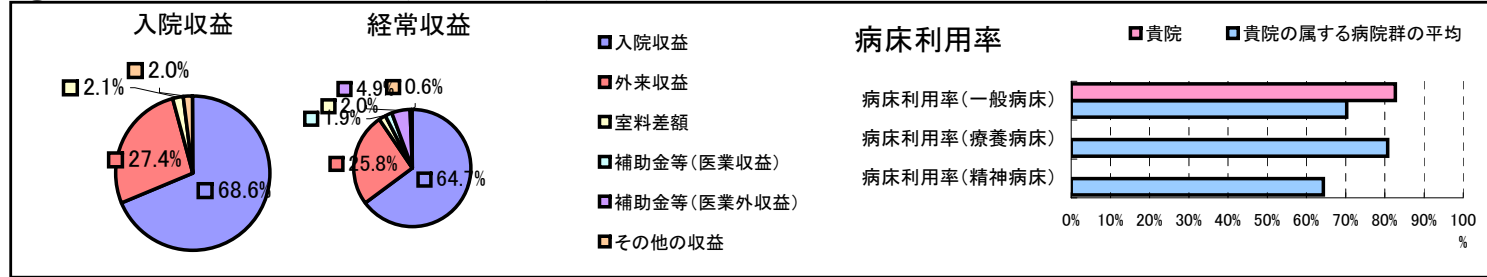 入院収益
2.0%
2.1%
27.4%
68.6%
経常収益
4.9%
0.6%
2.0%
1.9%
25.8%
64.7%
入院収益
外来収益
室料差額
補助金等(医業収益)
補助金等(医業外収益)
その他の収益
病床利用率
貴院
貴院の属する病院群の平均
病床利用率(一般病床)
病床利用率(療養病床)
病床利用率(精神病床)
0% 10% 20% 30% 40% 50% 60% 70% 80% 90% 100
%